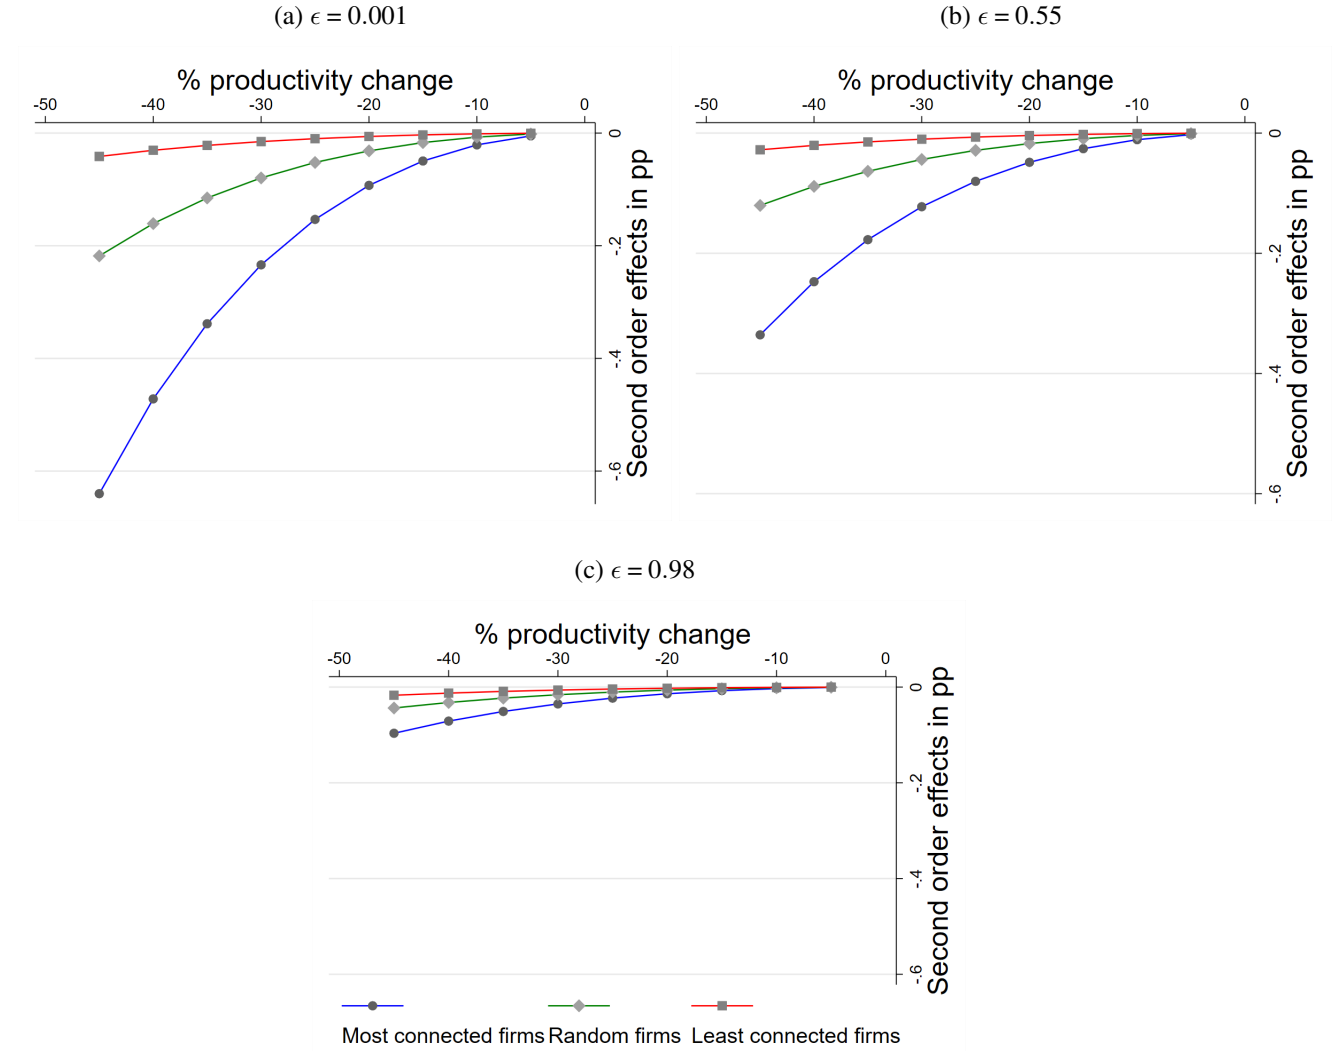 (a) ϵ = 0.001
% productivity change
-50 -40 -30 -20 -10 0
0
-.2
-.4
-.6
Second order effects in pp
(b) ϵ = 0.55
% productivity change
-50 -40 -30 -20 -10 0
0
-.2
-.4
-.6
Second order effects in pp
(c) ϵ = 0.98
% productivity change
-50 -40 -30 -20 -10 0
0
-.2
-.4
-.6
Second order effects in pp
Most connected firms Random firms Least connected firms